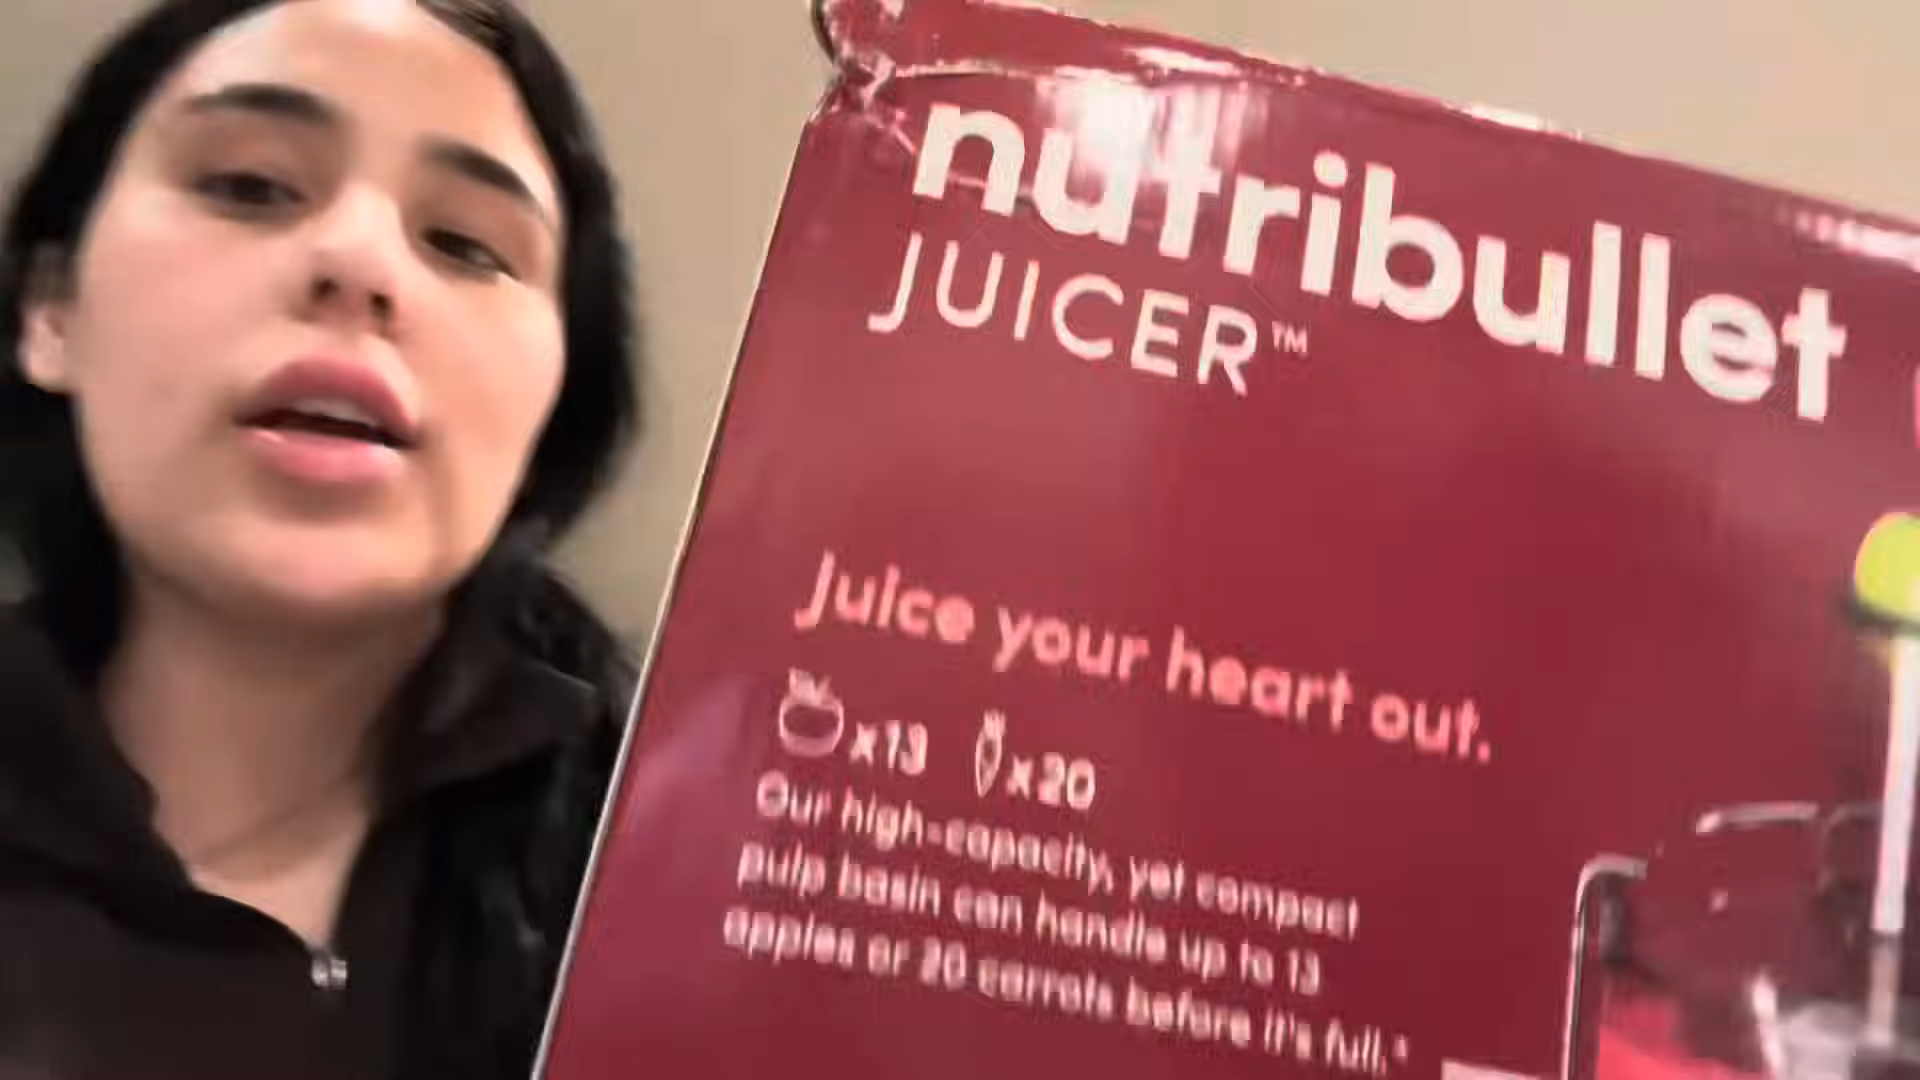 nutribullet
JUICER™
Juice your heart out.
x13 x20
Our high-capacity, yet compact
pulp basin can handle up to 13
apples or 20 carrots before it's full.